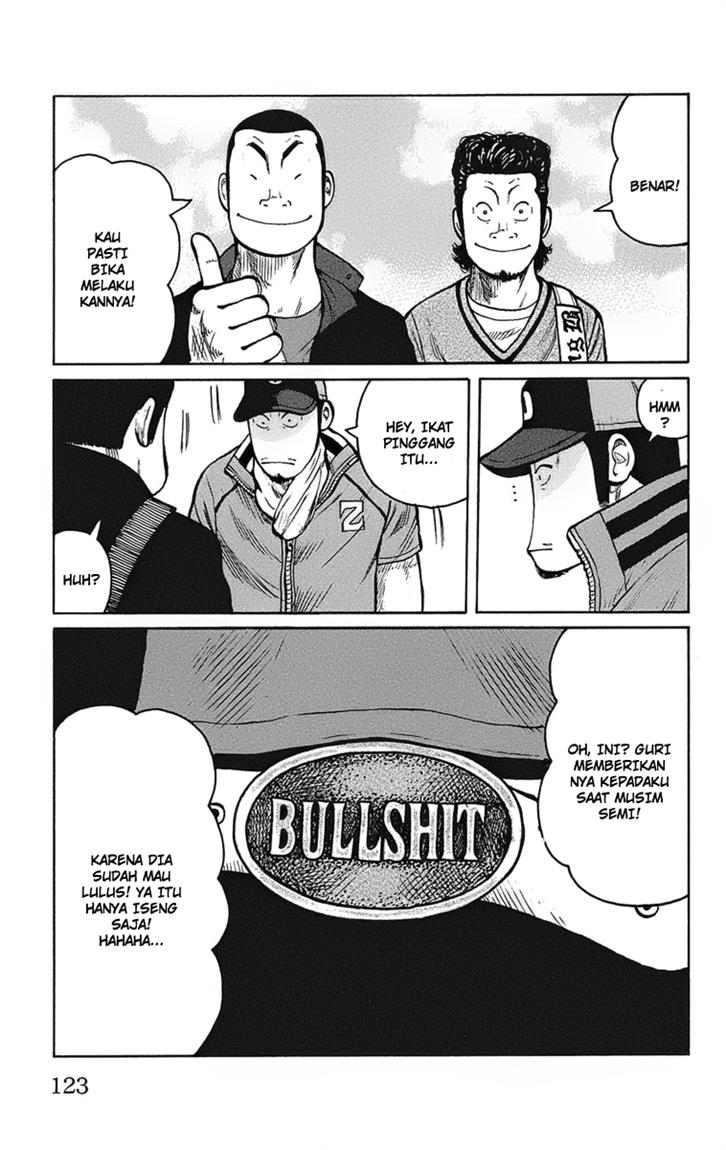 BENAR!
KAU
PASTI
BIKA
MELAKU
KANNYA!
HMM
?
...
HEY, IKAT
PINGGANG
ITU...
Z
HUH?
OH, INI? GURI
MEMBERIKAN
NYA KEPADAKU
SAAT MUSIM
SEMI!
BULLSHIT
KARENA DIA
SUDAH MAU
LULUS! YA ITU
HANYA ISENG
SAJA!
HAHAHA...
123